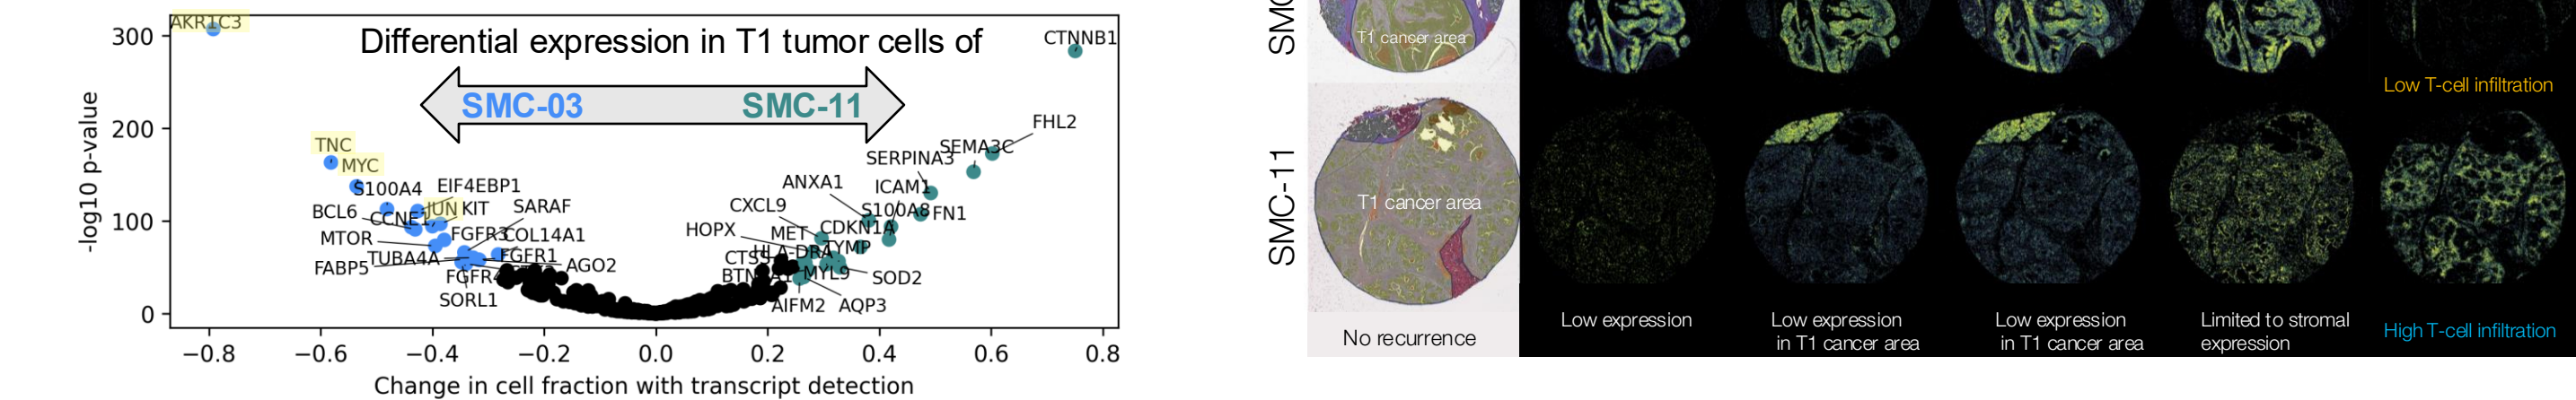 Differential expression in T1 tumor cells of
SMC-03
SMC-11
AKR1C3
CTNNB1
FHL2
SEMA3C
SERPINA3
TNC
MYC
S100A4
EIF4EBP1
BCL6
CCNE1
JUN
KIT
SARAF
MTOR
FGFR3
COL14A1
FABP5
TUBA4A
FGFR1
AGO2
SORL1
ANXA1
ICAM1
CXCL9
S100A8
FN1
HOPX
MET
CDKN1A
HLA-DRA
TYMP
MYL9
SOD2
AIFM2
AQP3
300
200
100
0
-log10 p-value
−0.8
−0.6
−0.4
−0.2
0.0
0.2
0.4
0.6
0.8
Change in cell fraction with transcript detection
T1 cancer area
Low T-cell infiltration
SMC-11
T1 cancer area
No recurrence
Low expression
Low expression
in T1 cancer area
Low expression
in T1 cancer area
Limited to stromal
expression
High T-cell infiltration